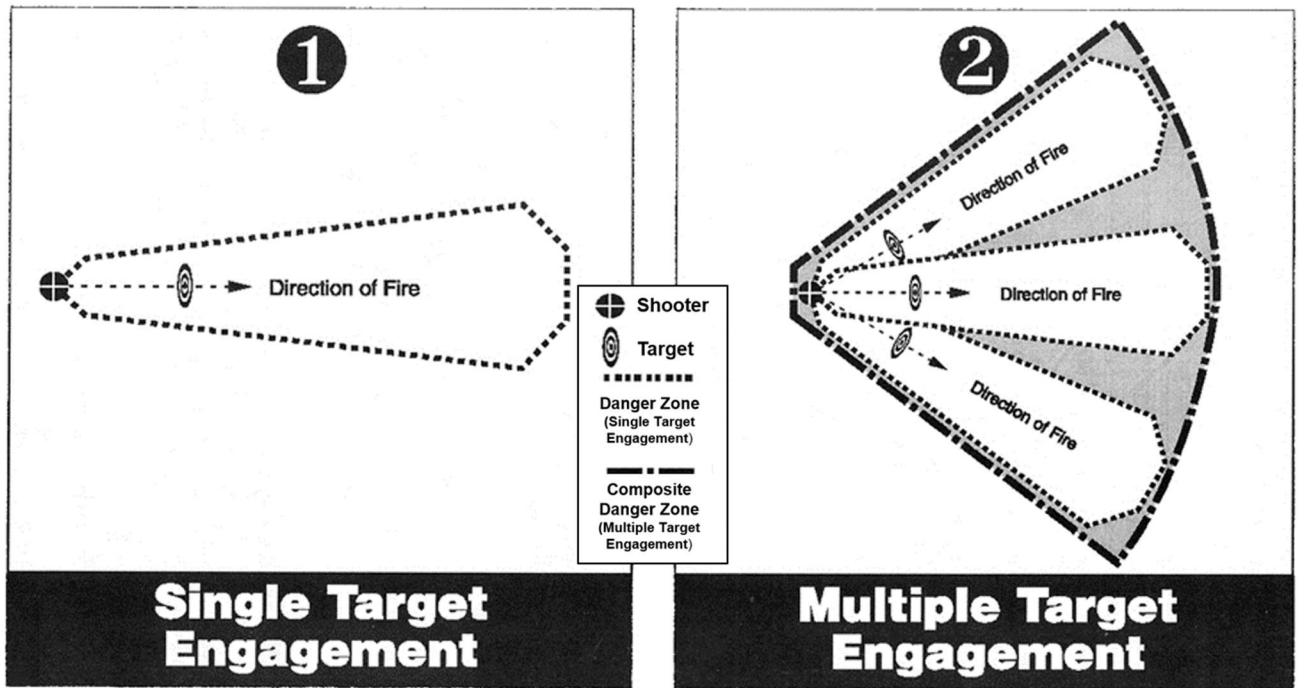 1
Direction of Fire
Single Target
Engagement
Shooter
Target
Danger Zone
(Single Target
Engagement)
Composite
Danger Zone
(Multiple Target
Engagement)
2
Direction of Fire
Direction of Fire
Direction of Fire
Multiple Target
Engagement